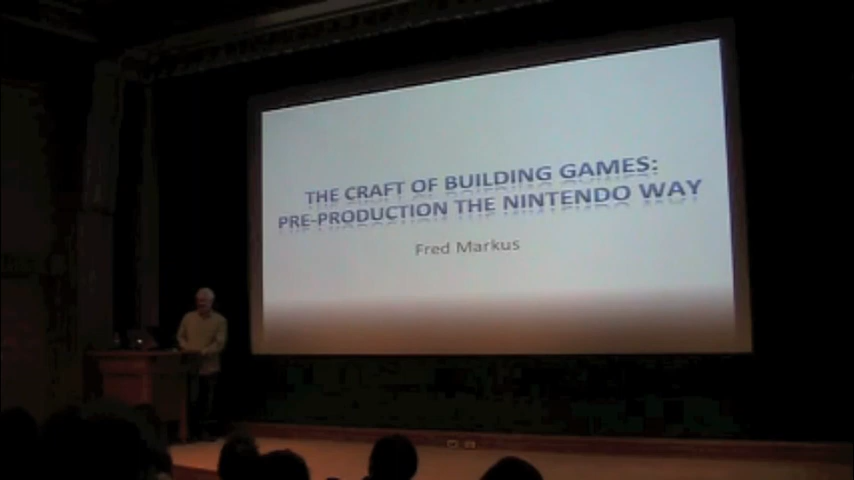 THE CRAFT OF BUILDING GAMES:
PRE-PRODUCTION THE NINTENDO WAY
Fred Markus